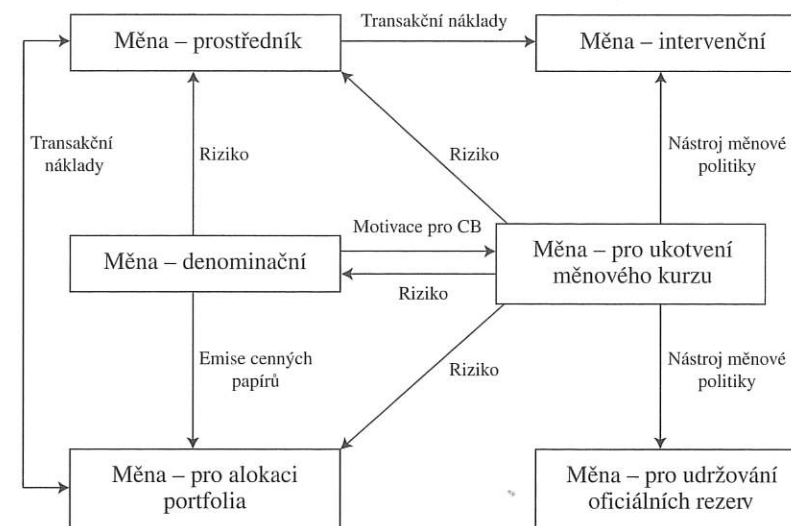 Transakční náklady
Měna – prostředník
Měna – intervenční
Transakční
náklady
Riziko
Riziko
Nástroj měnové
politiky
Motivace pro CB
Měna – denominační
Měna – pro ukotvení
měnového kurzu
Riziko
Emise cenných
papírů
Riziko
Nástroj měnové
politiky
Měna – pro alokaci
portfolia
Měna – pro udržování
oficiálních rezerv